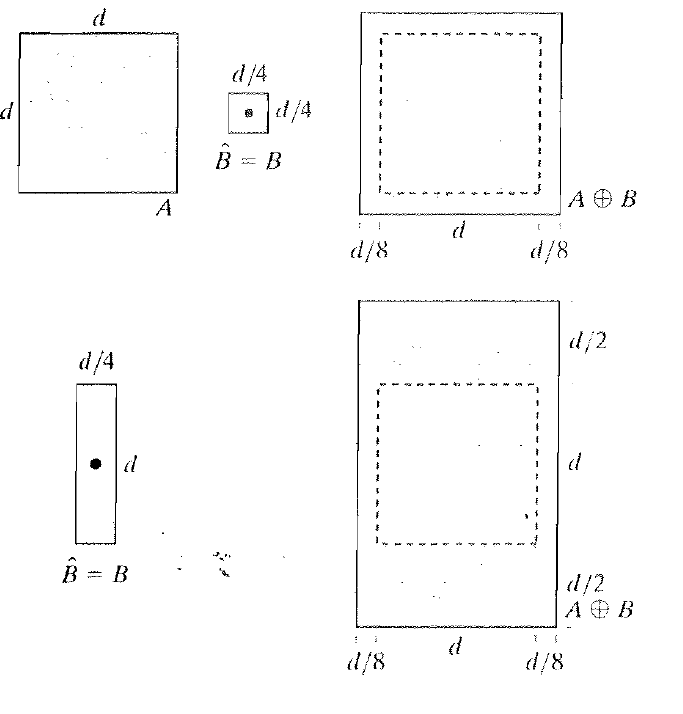 d
d
A
d/4
d/4
B̂ = B
A ⊕ B
d
d/8
d/8
d/4
d
B̂ = B
d/2
d
d/2
A ⊕ B
d
d/8
d/8